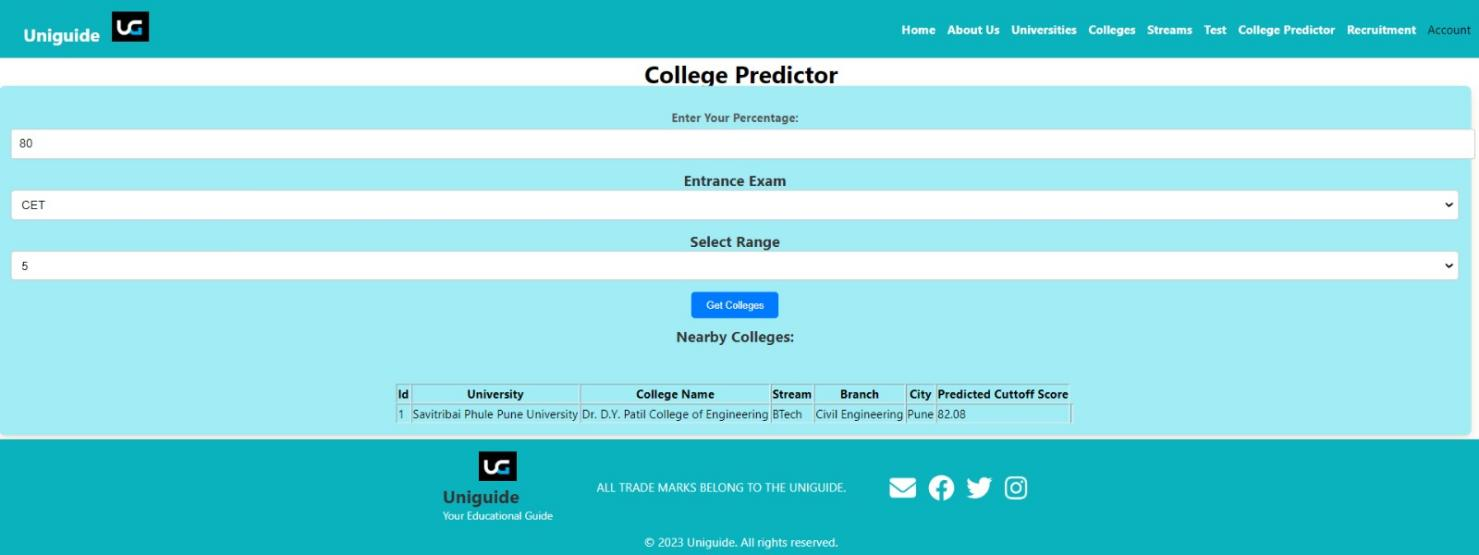 Uniguide UG
Home About Us Universities Colleges Streams Test College Predictor Recruitment Account
College Predictor
Enter Your Percentage:
80
Entrance Exam
CET
Select Range
5
Get Colleges
Nearby Colleges:
Id University College Name Stream Branch City Predicted Cuttoff Score
1 Savitribai Phule Pune University Dr. D.Y. Patil College of Engineering BTech Civil Engineering Pune 82.08
UG
Uniguide
Your Educational Guide
ALL TRADE MARKS BELONG TO THE UNIGUIDE.
© 2023 Uniguide. All rights reserved.